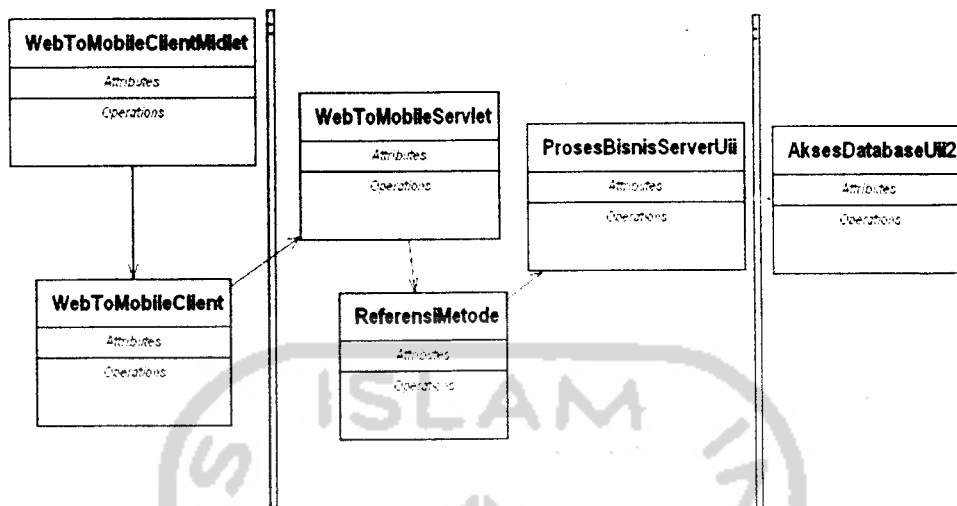 WebToMobileClientMidlet
Attributes
Operations
WebToMobileServlet
Attributes
Operations
ProsesBisnisServerUii
Attributes
Operations
AksesDatabaseUii2
Attributes
Operations
WebToMobileClient
Attributes
Operations
ReferensiMetode
Attributes
Operations
ISLAM